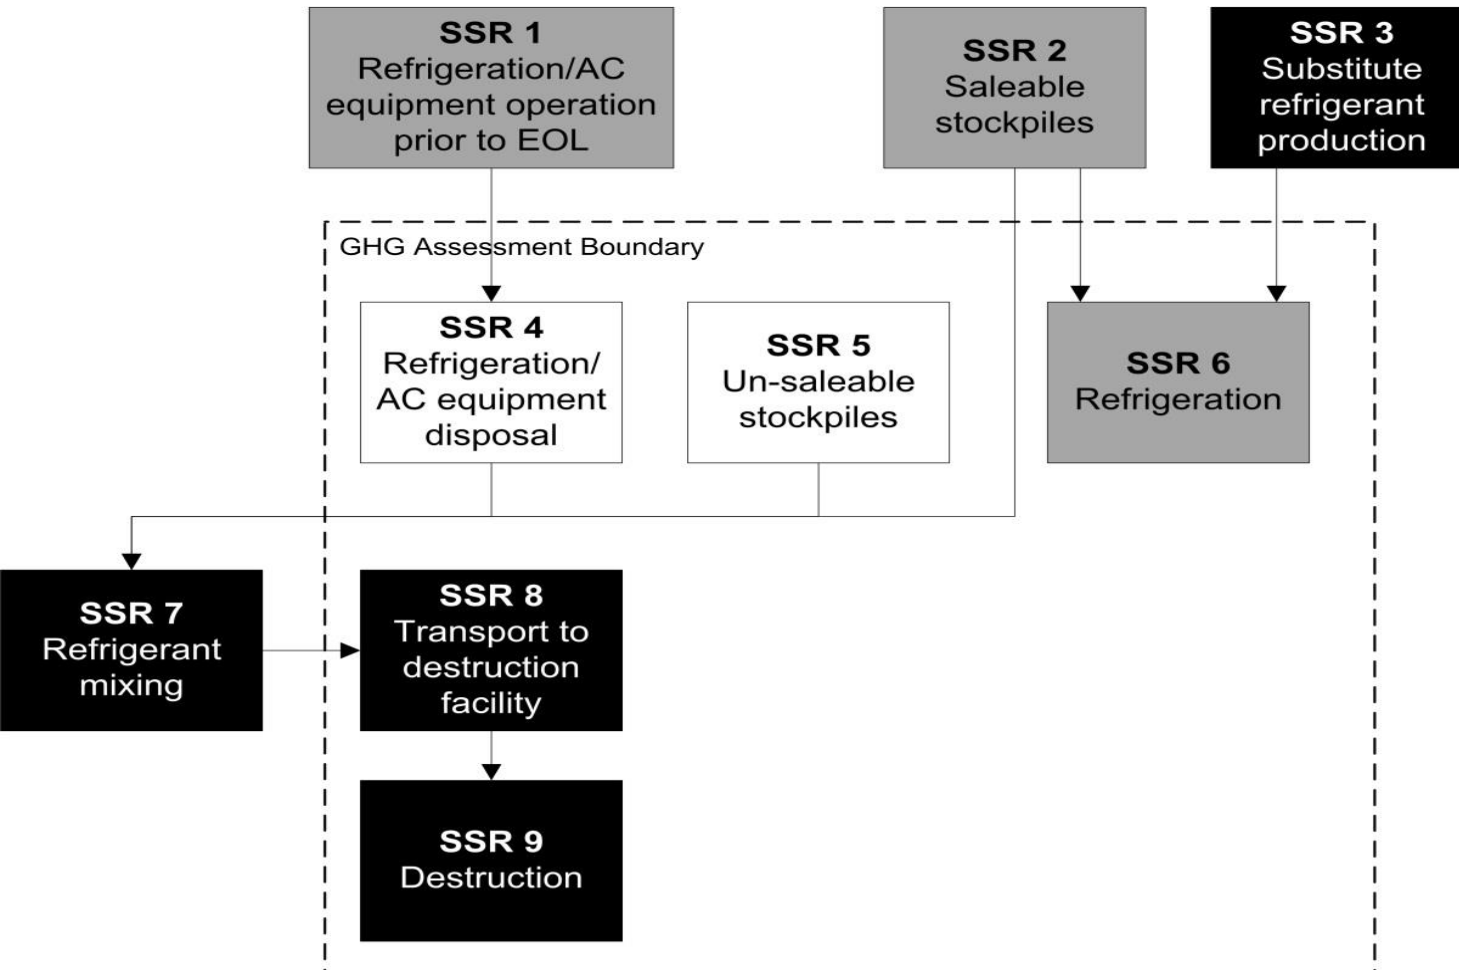 SSR 1
Refrigeration/AC
equipment operation
prior to EOL
SSR 2
Saleable
stockpiles
SSR 3
Substitute
refrigerant
production
GHG Assessment Boundary
SSR 4
Refrigeration/
AC equipment
disposal
SSR 5
Un-saleable
stockpiles
SSR 6
Refrigeration
SSR 7
Refrigerant
mixing
SSR 8
Transport to
destruction
facility
SSR 9
Destruction